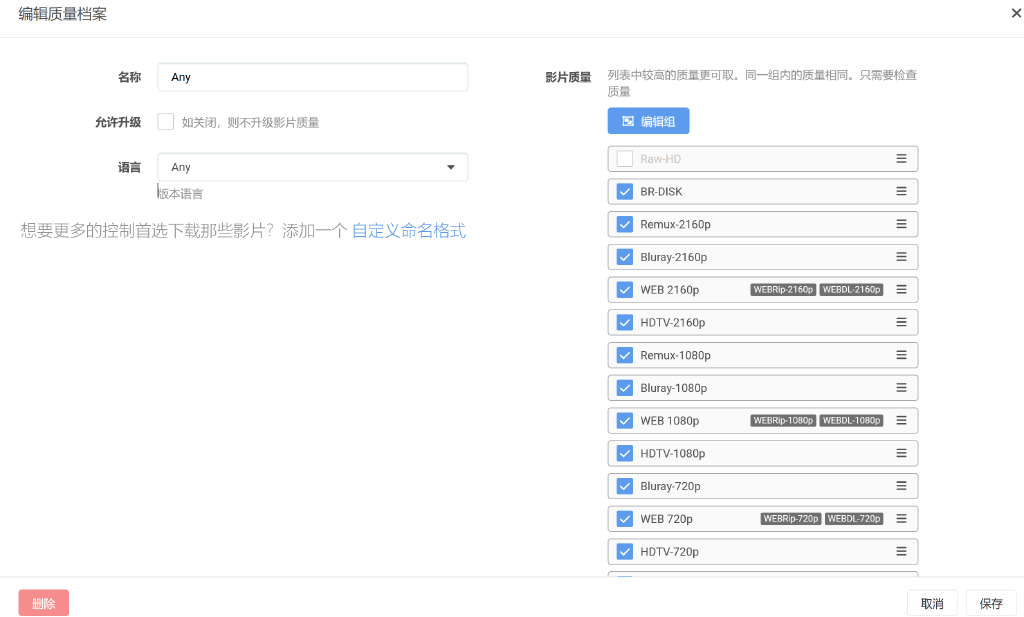 编辑质量档案
名称
Any
允许升级
如关闭，则不升级影片质量
语言
Any
版本语言
想要更多的控制首选下载那些影片？添加一个 自定义命名格式
影片质量
列表中较高的质量更可取。同一组内的质量相同。只需要检查
质量
编辑组
Raw-HD
BR-DISK
Remux-2160p
Bluray-2160p
WEB 2160p WEBRip-2160p WEBDL-2160p
HDTV-2160p
Remux-1080p
Bluray-1080p
WEB 1080p WEBRip-1080p WEBDL-1080p
HDTV-1080p
Bluray-720p
WEB 720p WEBRip-720p WEBDL-720p
HDTV-720p
删除
取消
保存